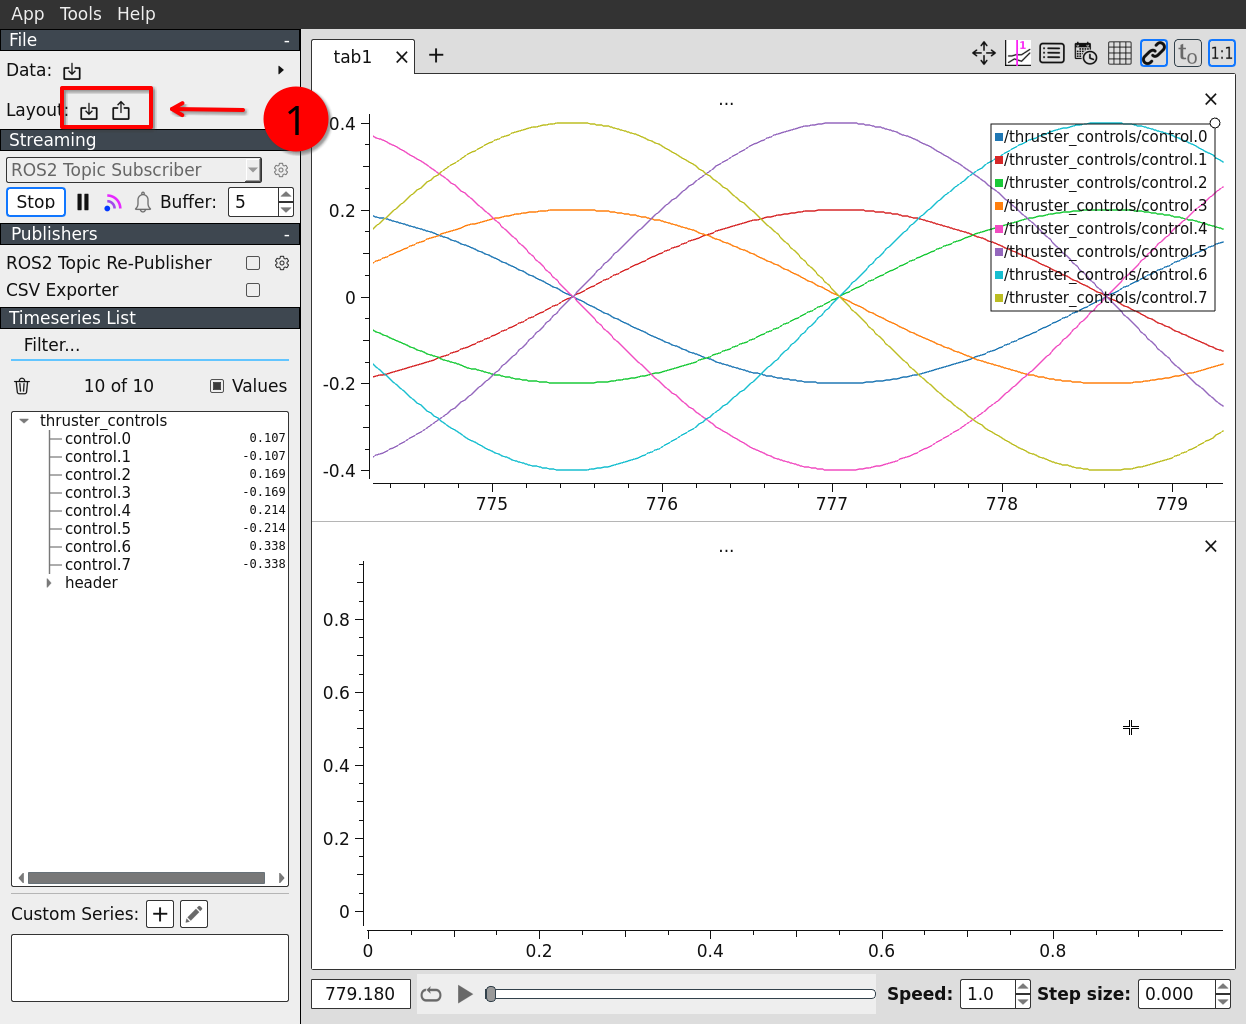 App Tools Help
File -
Data:
Layout:
1
Streaming
ROS2 Topic Subscriber
Stop Buffer: 5
Publishers -
ROS2 Topic Re-Publisher
CSV Exporter
Timeseries List
Filter...
10 of 10 Values
thruster_controls
control.0 0.107
control.1 -0.107
control.2 0.169
control.3 -0.169
control.4 0.214
control.5 -0.214
control.6 0.338
control.7 -0.338
header
Custom Series:
tab1
1
t0
1:1
...
0.4
0.2
0
-0.2
-0.4
775 776 777 778 779
/thruster_controls/control.0
/thruster_controls/control.1
/thruster_controls/control.2
/thruster_controls/control.3
/thruster_controls/control.4
/thruster_controls/control.5
/thruster_controls/control.6
/thruster_controls/control.7
...
0.8
0.6
0.4
0.2
0
0 0.2 0.4 0.6 0.8
779.180 Speed: 1.0 Step size: 0.000